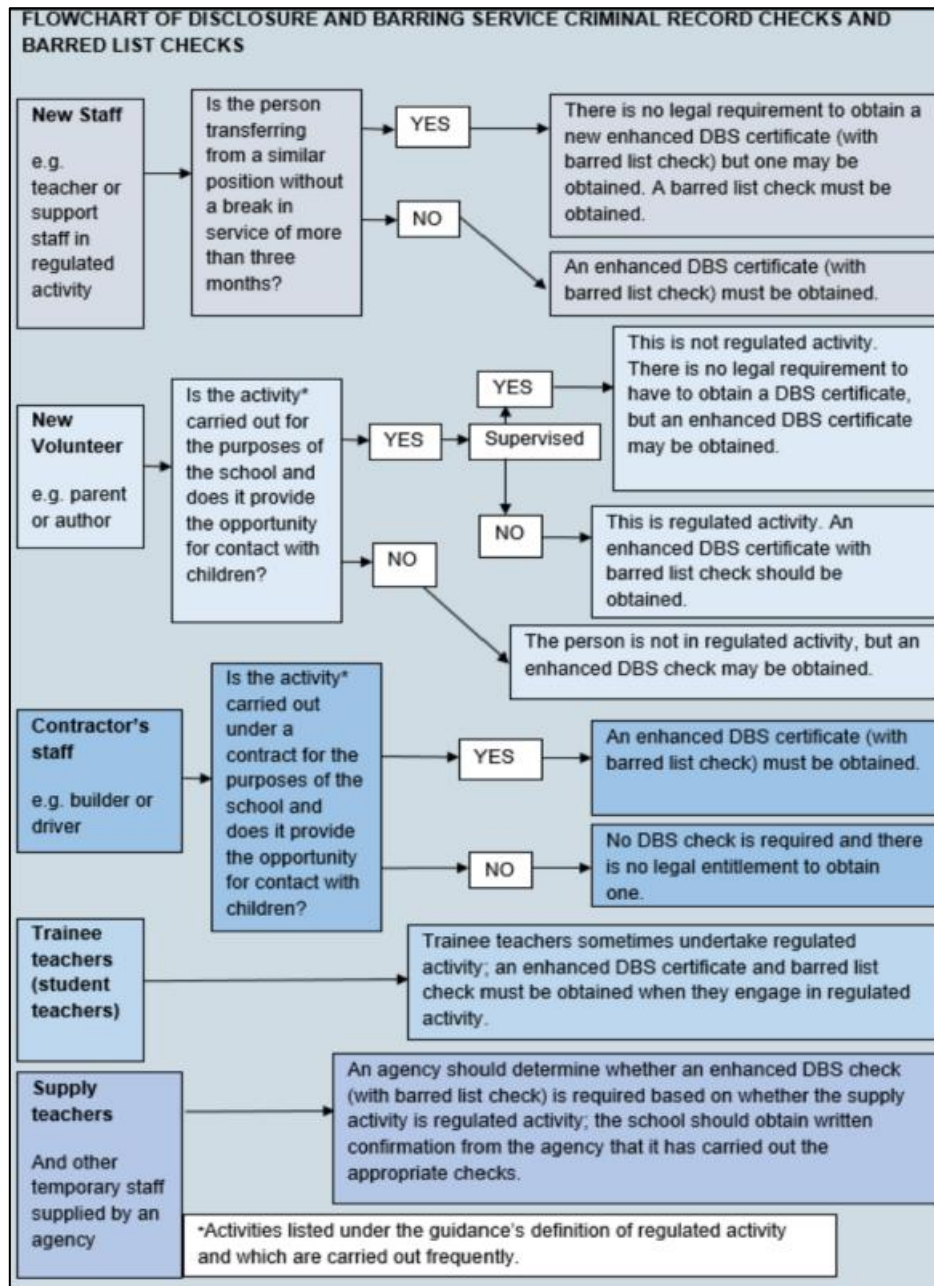 FLOWCHART OF DISCLOSURE AND BARRING SERVICE CRIMINAL RECORD CHECKS AND
BARRED LIST CHECKS
New Staff
e.g.
teacher or
support
staff in
regulated
activity
Is the person
transferring
from a similar
position without
a break in
service of more
than three
months?
YES
There is no legal requirement to obtain a
new enhanced DBS certificate (with
barred list check) but one may be
obtained. A barred list check must be
obtained.
NO
An enhanced DBS certificate (with
barred list check) must be obtained.
New
Volunteer
e.g. parent
or author
Is the activity*
carried out for
the purposes of
the school and
does it provide
the opportunity
for contact with
children?
YES
Supervised
YES
This is not regulated activity.
There is no legal requirement to
have to obtain a DBS certificate,
but an enhanced DBS certificate
may be obtained.
NO
This is regulated activity. An
enhanced DBS certificate with
barred list check should be
obtained.
NO
The person is not in regulated activity, but an
enhanced DBS check may be obtained.
Contractor's
staff
e.g. builder or
driver
Is the activity*
carried out
under a
contract for the
purposes of the
school and
does it provide
the opportunity
for contact with
children?
YES
An enhanced DBS certificate (with
barred list check) must be obtained.
NO
No DBS check is required and there
is no legal entitlement to obtain
one.
Trainee
teachers
(student
teachers)
Trainee teachers sometimes undertake regulated
activity; an enhanced DBS certificate and barred list
check must be obtained when they engage in regulated
activity.
Supply
teachers
And other
temporary staff
supplied by an
agency
An agency should determine whether an enhanced DBS check
(with barred list check) is required based on whether the supply
activity is regulated activity; the school should obtain written
confirmation from the agency that it has carried out the
appropriate checks.
*Activities listed under the guidance's definition of regulated activity
and which are carried out frequently.